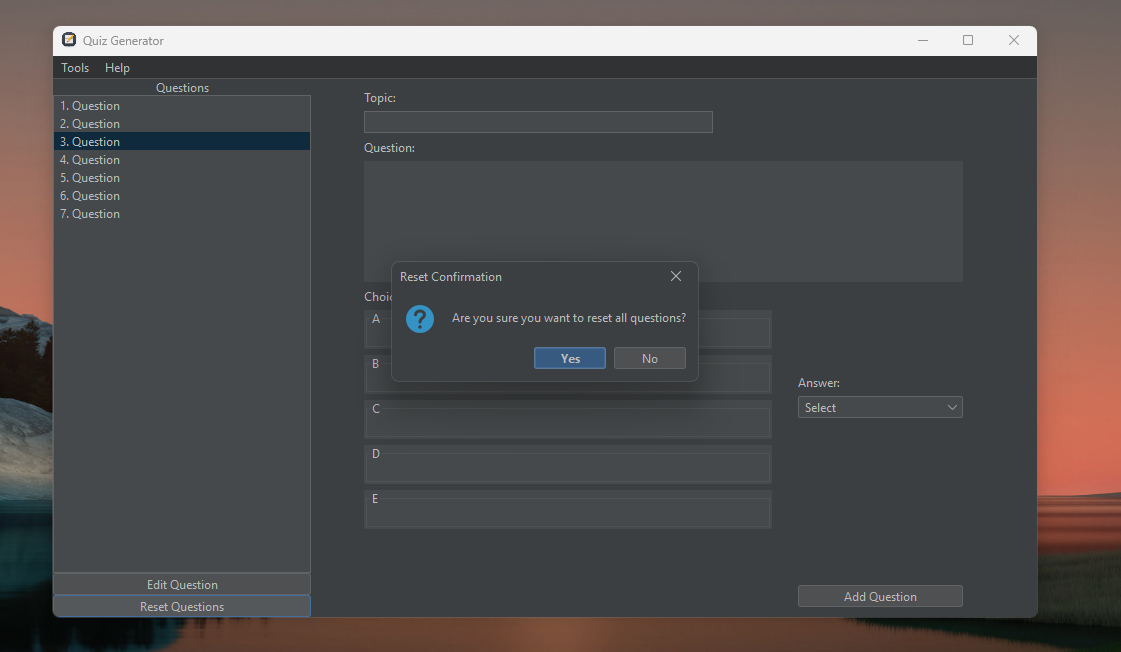 Quiz Generator
Tools Help
Questions
1. Question
2. Question
3. Question
4. Question
5. Question
6. Question
7. Question
Edit Question
Reset Questions
Topic:
Question:
Reset Confirmation
?
Are you sure you want to reset all questions?
Yes No
Choic
A
B
C
D
E
Answer:
Select
Add Question